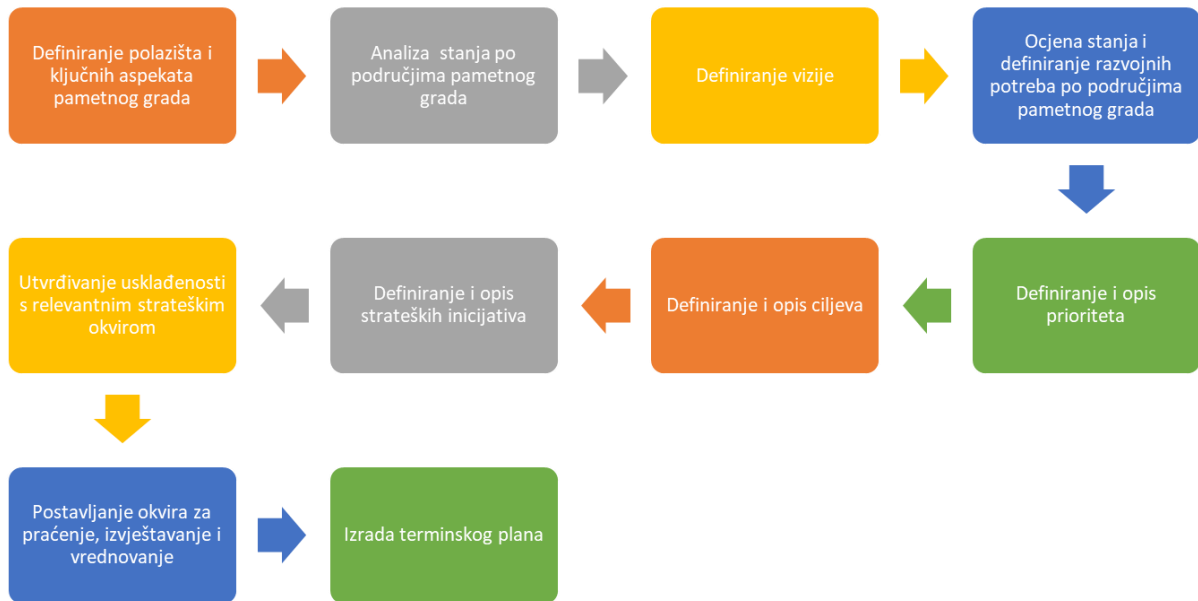 Definiranje polazišta i
ključnih aspekata
pametnog grada
Analiza stanja po
područjima pametnog
grada
Definiranje vizije
Ocjena stanja i
definiranje razvojnih
potreba po područjima
pametnog grada
Definiranje i opis
prioriteta
Definiranje i opis ciljeva
Definiranje i opis
strateških inicijativa
Utvrđivanje usklađenosti
s relevantnim strateškim
okvirom
Postavljanje okvira za
praćenje, izvještavanje i
vrednovanje
Izrada terminskog plana